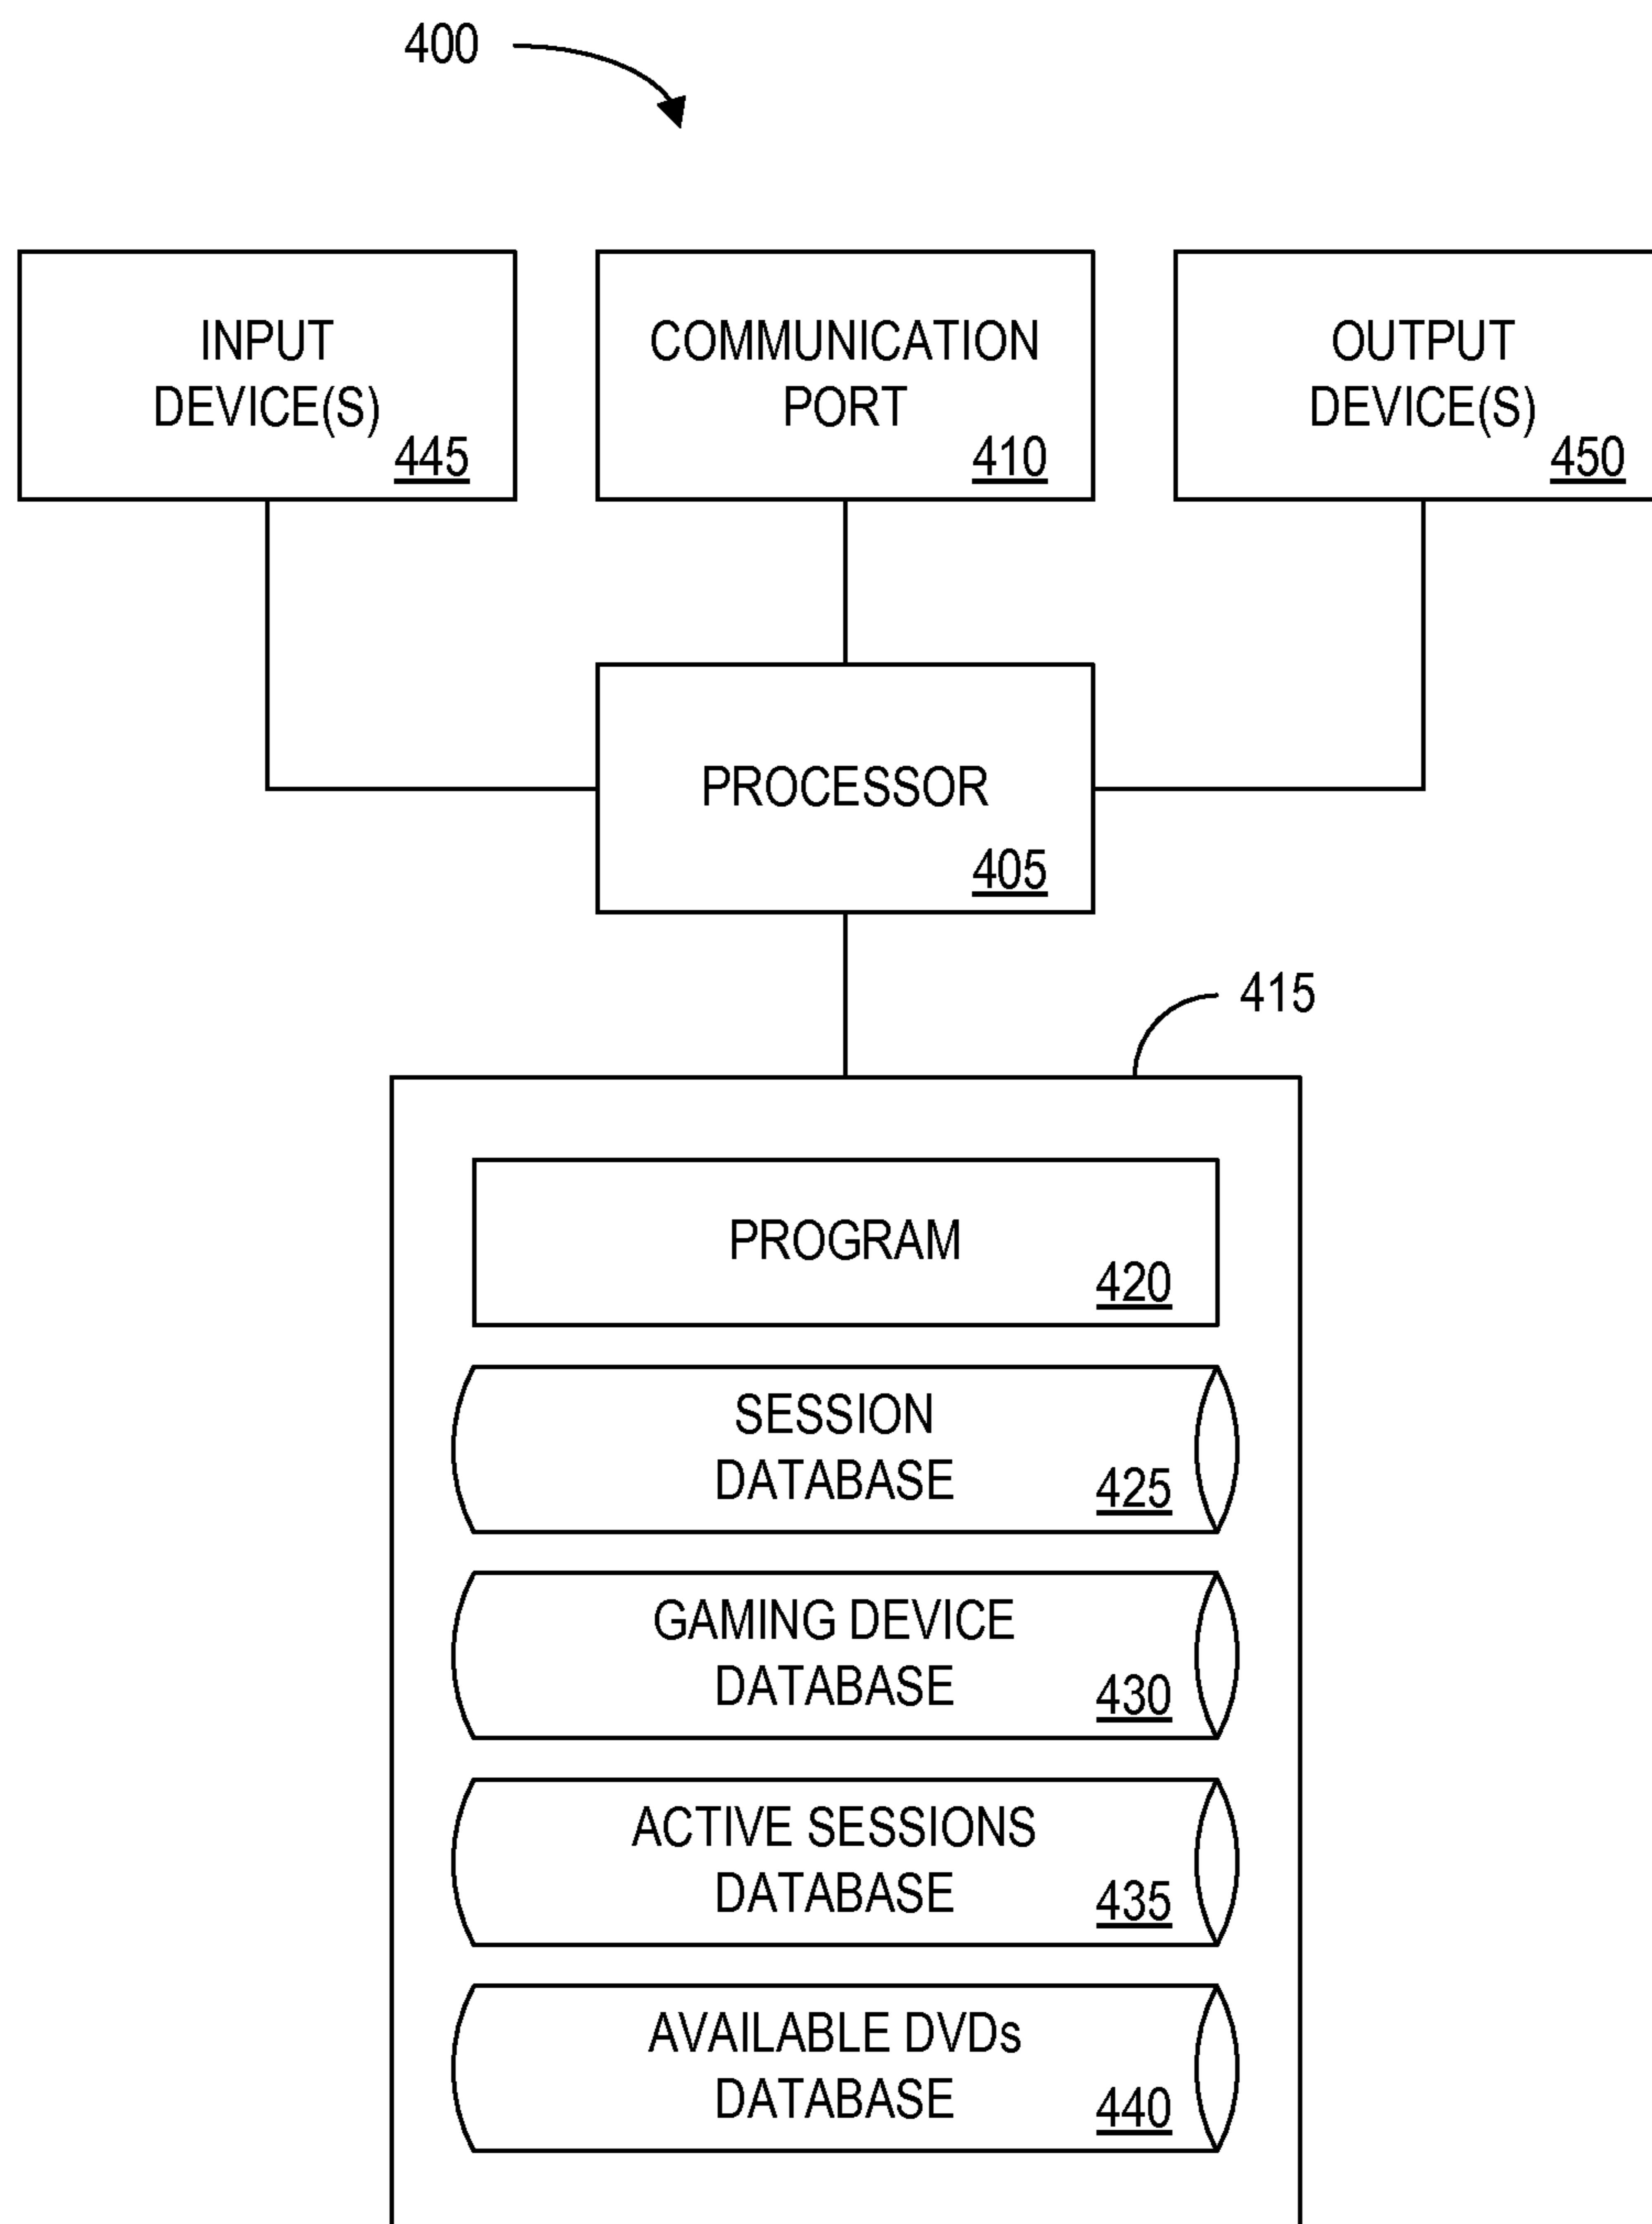 400
INPUT
DEVICE(S)
445
COMMUNICATION
PORT
410
OUTPUT
DEVICE(S)
450
PROCESSOR
405
415
PROGRAM
420
SESSION
DATABASE
425
GAMING DEVICE
DATABASE
430
ACTIVE SESSIONS
DATABASE
435
AVAILABLE DVDs
DATABASE
440